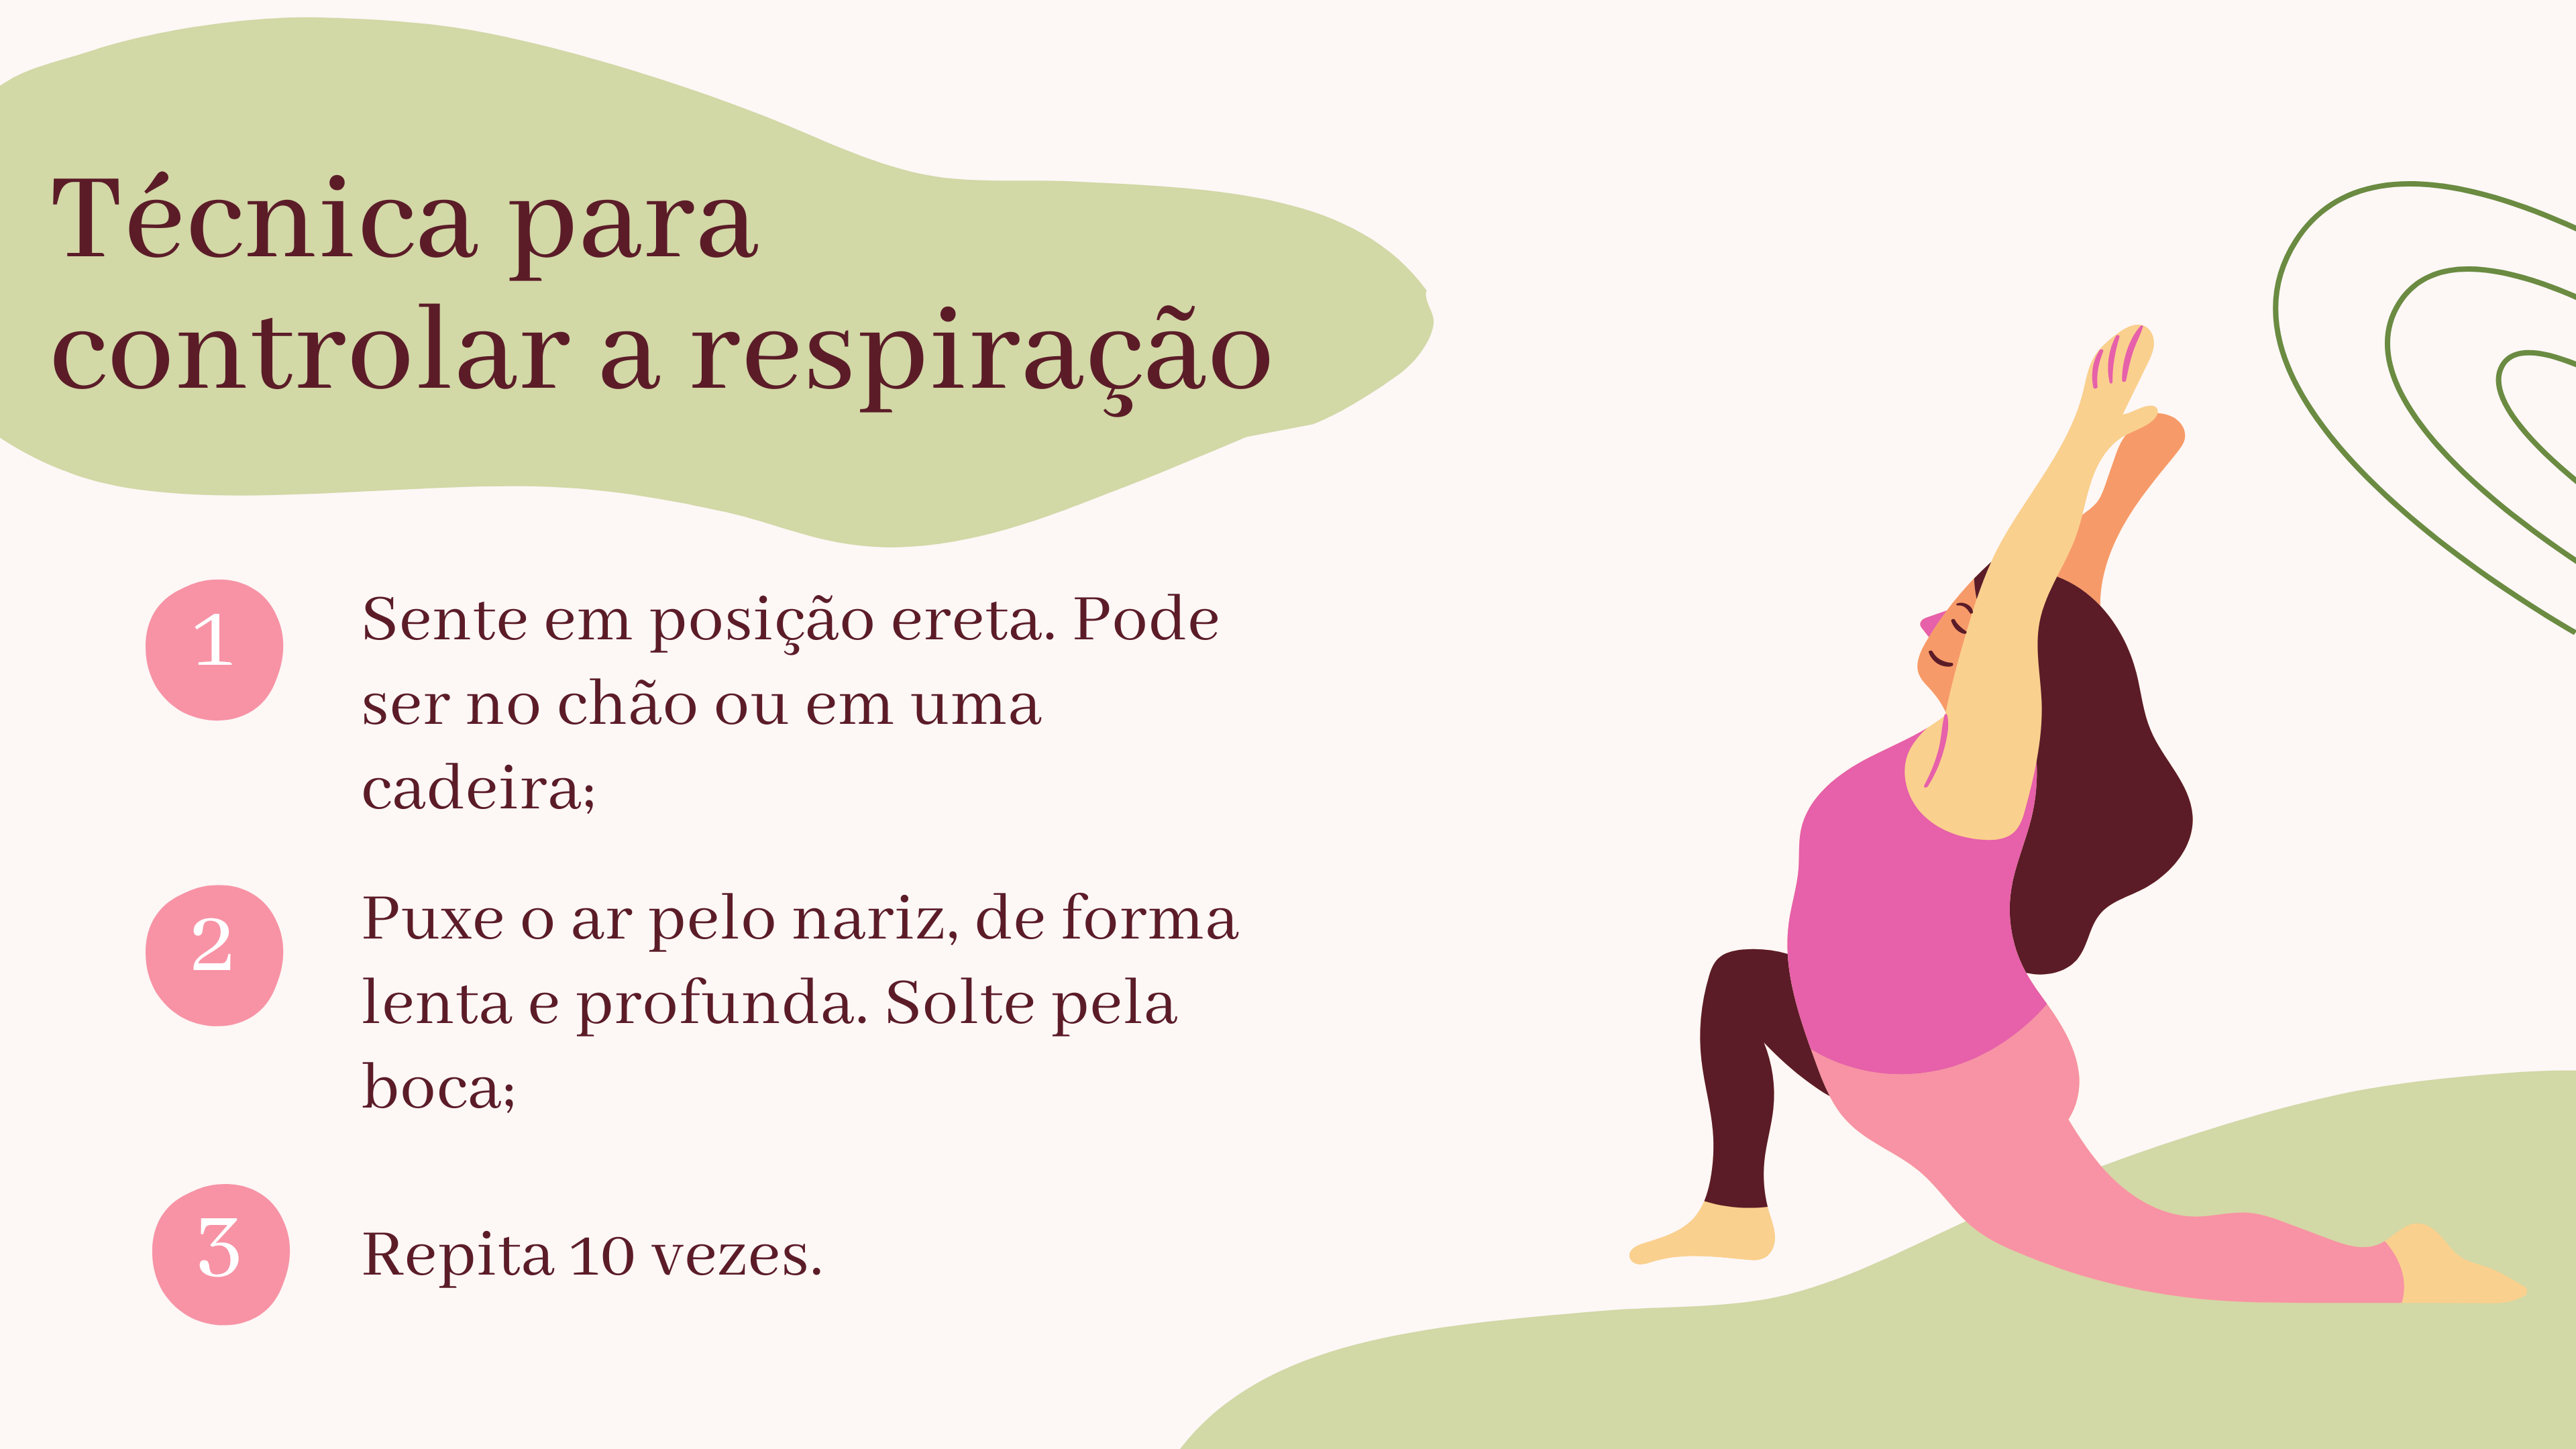 Técnica para
controlar a respiração
1
Sente em posição ereta. Pode
ser no chão ou em uma
cadeira;
2
Puxe o ar pelo nariz, de forma
lenta e profunda. Solte pela
boca;
3
Repita 10 vezes.